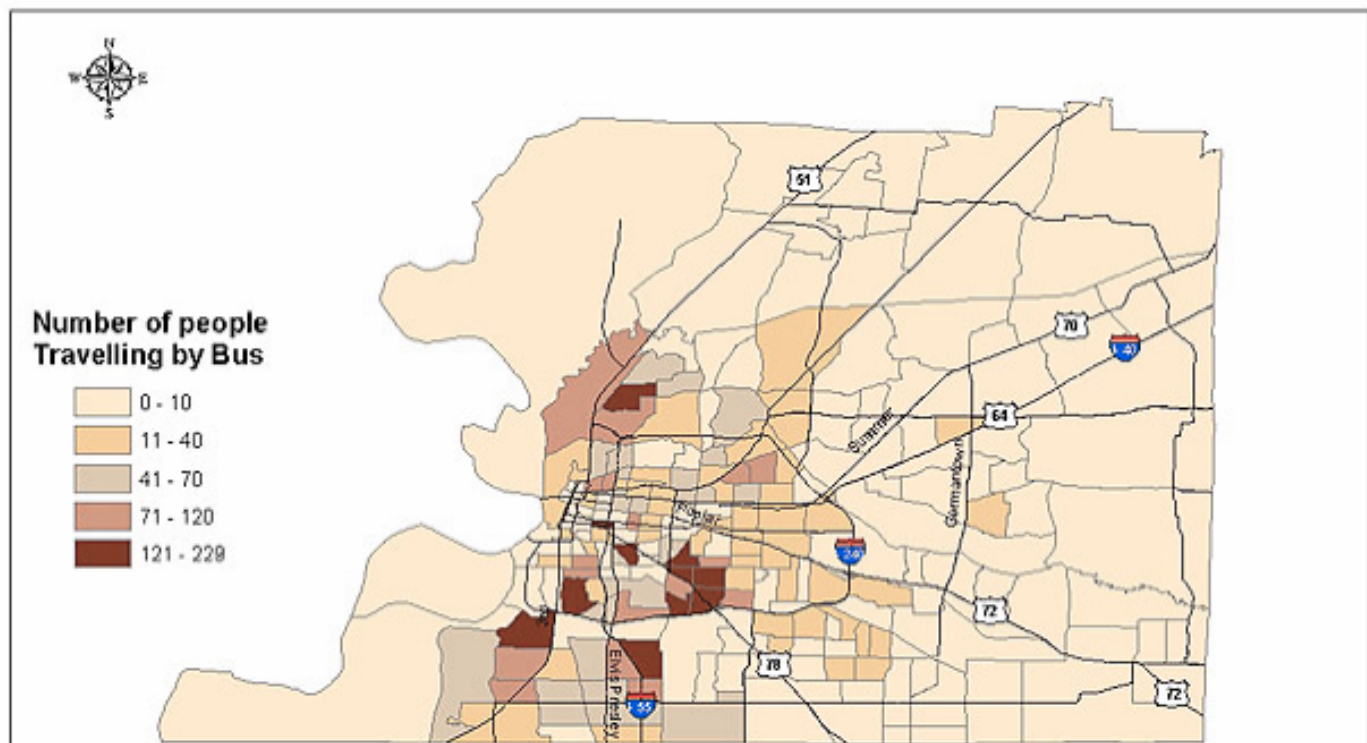 N
W E
S
51
Number of people
Travelling by Bus
0 - 10
11 - 40
41 - 70
71 - 120
121 - 229
70
40
64
Summer
Germantown
Poplar
240
72
78
Elvis Presley
55
72